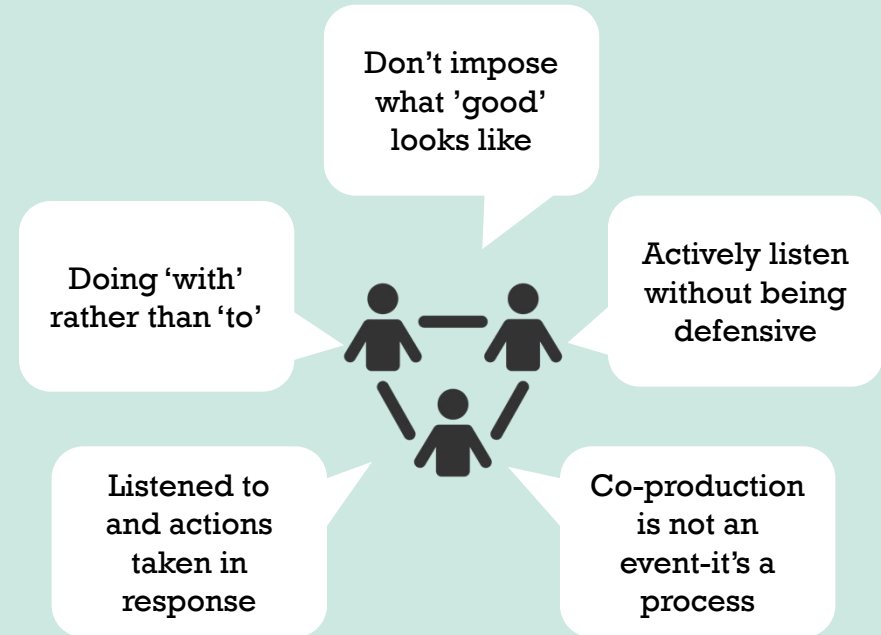 Don’t impose
what ’good’
looks like
Doing ‘with’
rather than ‘to’
Actively listen
without being
defensive
Listened to
and actions
taken in
response
Co-production
is not an
event-it’s a
process